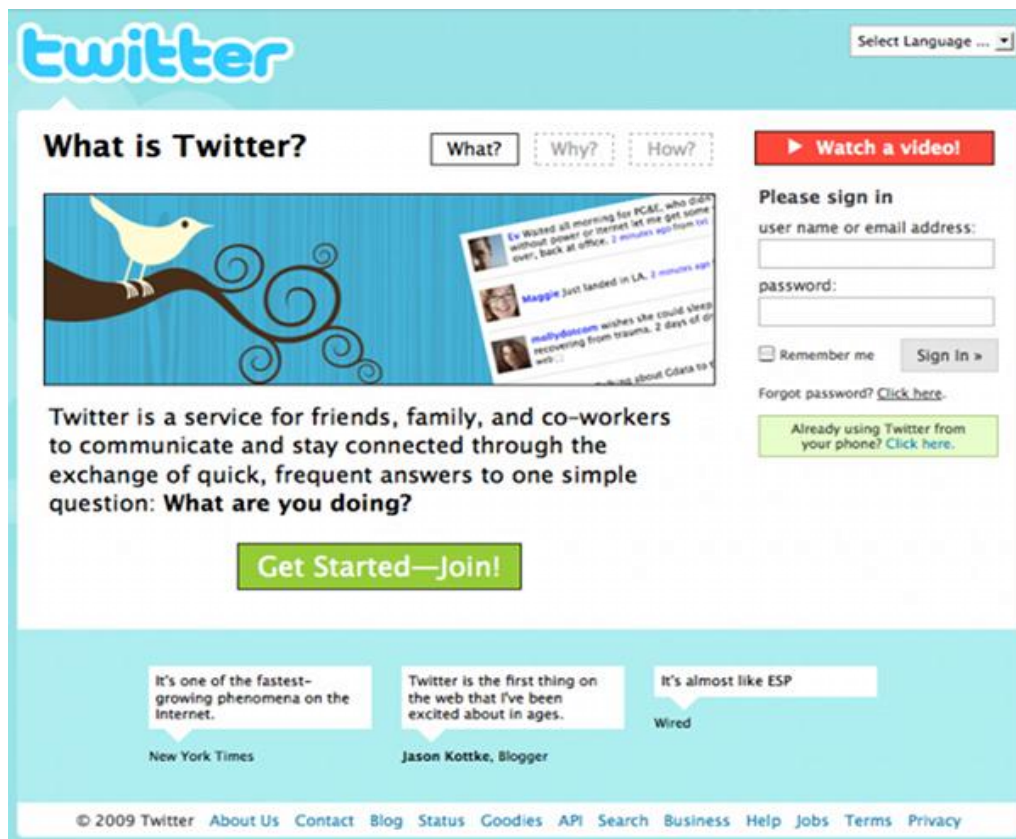 twitter
Select Language ...
What is Twitter?
What?
Why?
How?
Watch a video!
Ev Waited all morning for PG&E, who didn
without power or iternet let me get some
over, back at office. 2 minutes ago from txt
Maggie Just landed in LA. 2 minutes ago
mollydotcom wishes she could sleep
recovering from trauma. 2 days of
web
about Gdata to
Twitter is a service for friends, family, and co-workers
to communicate and stay connected through the
exchange of quick, frequent answers to one simple
question: What are you doing?
Get Started—Join!
Please sign in
user name or email address:
password:
Remember me
Sign In »
Forgot password? Click here.
Already using Twitter from
your phone? Click here.
It's one of the fastest-
growing phenomena on the
Internet.
New York Times
Twitter is the first thing on
the web that I've been
excited about in ages.
Jason Kottke, Blogger
It's almost like ESP
Wired
© 2009 Twitter About Us Contact Blog Status Goodies API Search Business Help Jobs Terms Privacy